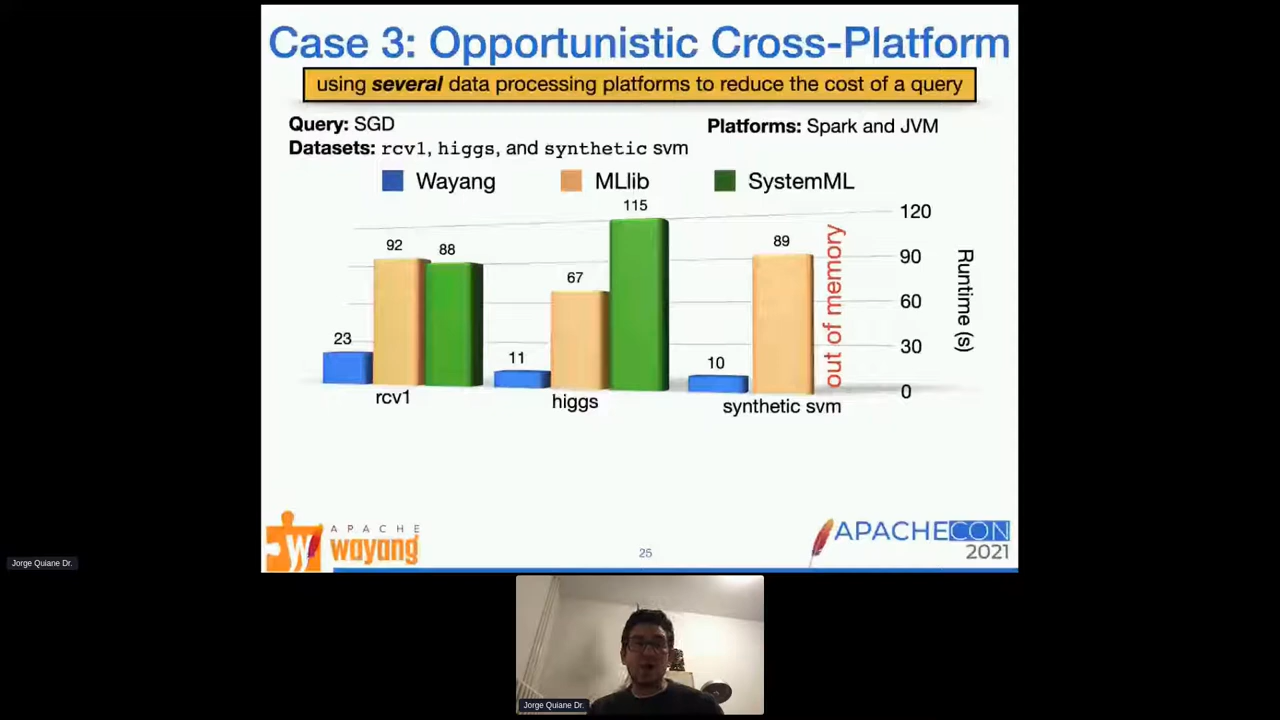 Case 3: Opportunistic Cross-Platform
using several data processing platforms to reduce the cost of a query
Query: SGD
Platforms: Spark and JVM
Datasets: rcv1, higgs, and synthetic svm
Wayang
MLlib
SystemML
115
120
92
88
89
90
67
60
23
11
10
30
0
out of memory
Runtime (s)
rcv1
higgs
synthetic svm
APACHE
wayang
W
25
APACHECON
2021
Jorge Quiane Dr.
Jorge Quiane Dr.